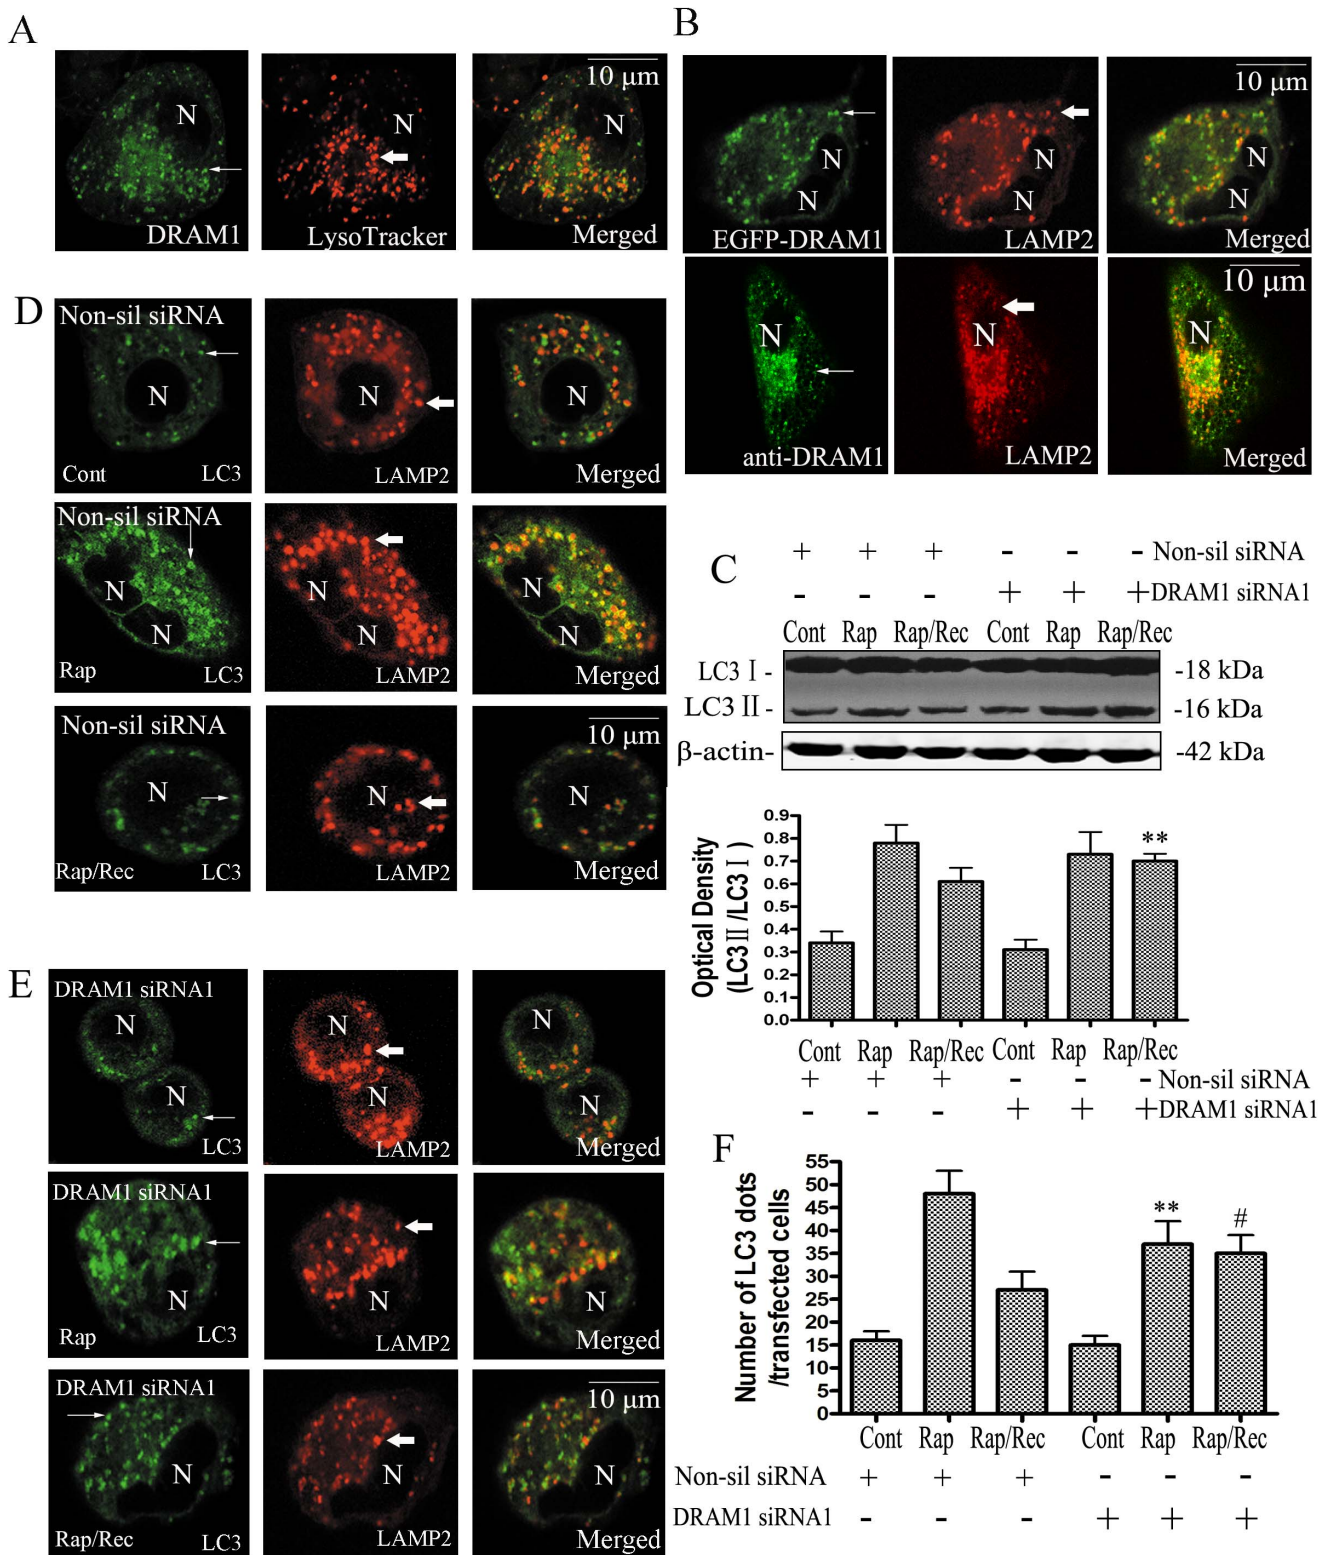 A
N
DRAM1
N
LysoTracker
10 μm
N
Merged
B
N
N
EGFP-DRAM1
N
N
LAMP2
10 μm
N
N
Merged
N
anti-DRAM1
N
LAMP2
10 μm
N
Merged
D
Non-sil siRNA
N
Cont LC3
N
LAMP2
N
Merged
Non-sil siRNA
N
N
Rap LC3
N
N
LAMP2
N
N
Merged
Non-sil siRNA
N
Rap/Rec LC3
N
LAMP2
10 μm
N
Merged
C
+ + + - - - Non-sil siRNA
- - - + + + DRAM1 siRNA1
Cont Rap Rap/Rec Cont Rap Rap/Rec
LC3 Ⅰ - -18 kDa
LC3 Ⅱ - -16 kDa
β-actin- -42 kDa
Optical Density
(LC3Ⅱ/LC3Ⅰ)
0.9
0.8
0.7
0.6
0.5
0.4
0.3
0.2
0.1
0.0
**
Cont Rap Rap/Rec Cont Rap Rap/Rec
+ + + - - - Non-sil siRNA
- - - + + + DRAM1 siRNA1
E
DRAM1 siRNA1
N
N
LC3
N
N
LAMP2
N
N
Merged
DRAM1 siRNA1
N
Rap LC3
N
LAMP2
N
Merged
DRAM1 siRNA1
N
Rap/Rec LC3
N
LAMP2
10 μm
N
Merged
F
Number of LC3 dots
/transfected cells
55
50
45
40
35
30
25
20
15
10
5
0
** #
Cont Rap Rap/Rec Cont Rap Rap/Rec
Non-sil siRNA + + + - - -
DRAM1 siRNA1 - - - + + +